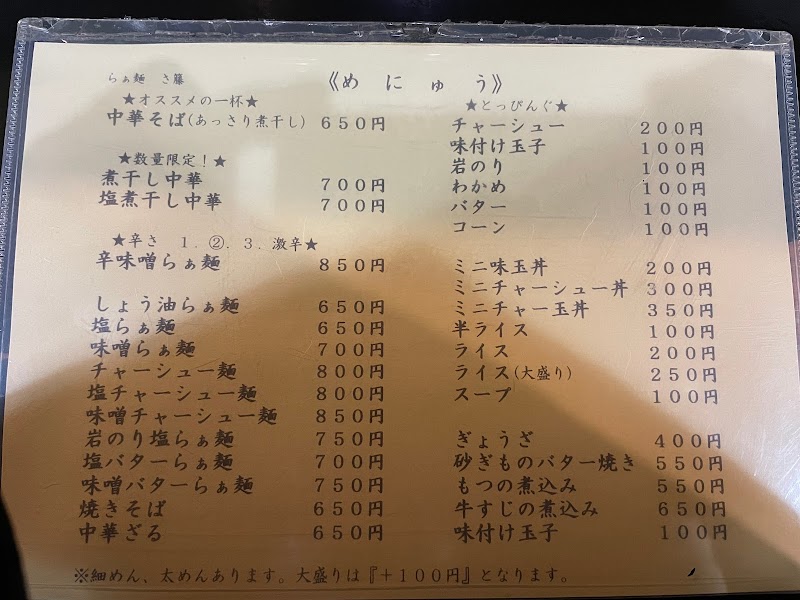 らぁ麺 さ藤
《めにゅう》
★オススメの一杯★
中華そば(あっさり煮干し) 650円
★数量限定!★
煮干し中華 700円
塩煮干し中華 700円
★辛さ 1.②.3.激辛★
辛味噌らぁ麺 850円
しょう油らぁ麺 650円
塩らぁ麺 650円
味噌らぁ麺 700円
チャーシュー麺 800円
塩チャーシュー麺 800円
味噌チャーシュー麺 850円
岩のり塩らぁ麺 750円
塩バターらぁ麺 700円
味噌バターらぁ麺 750円
焼きそば 650円
中華ざる 650円
★とっぴんぐ★
チャーシュー 200円
味付け玉子 100円
岩のり 100円
わかめ 100円
バター 100円
コーン 100円
ミニ味玉丼 200円
ミニチャーシュー丼 300円
ミニチャー玉丼 350円
半ライス 100円
ライス 200円
ライス(大盛り) 250円
スープ 100円
ぎょうざ 400円
砂ぎものバター焼き 550円
もつの煮込み 550円
牛すじの煮込み 650円
味付け玉子 100円
※細めん、太めんあります。大盛りは『+100円』となります。